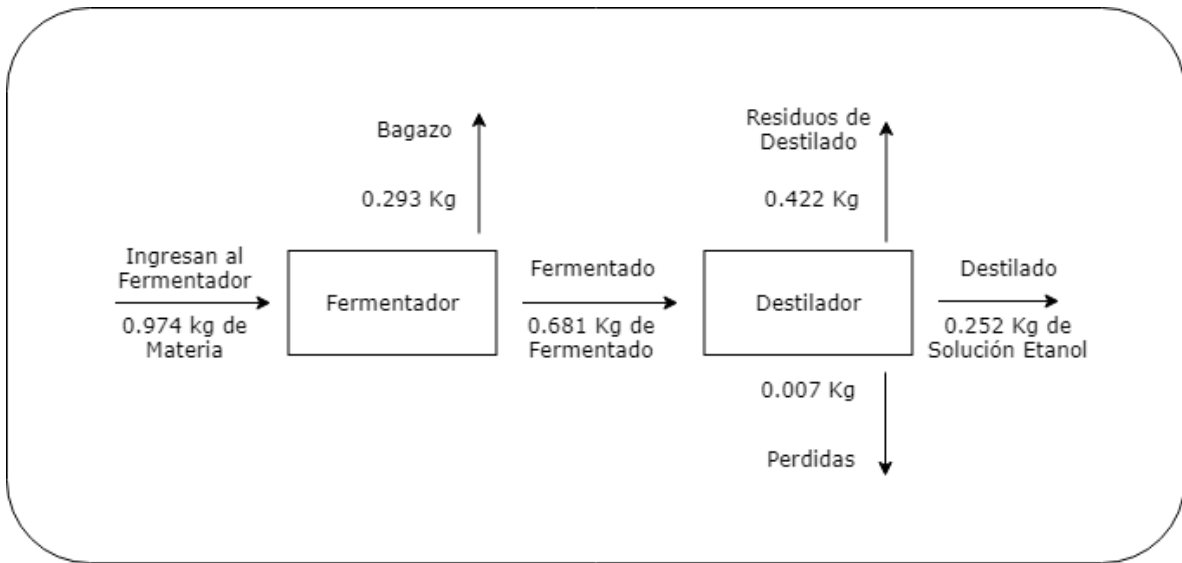 Bagazo
0.293 Kg
Residuos de
Destilado
0.422 Kg
Ingresan al
Fermentador
0.974 kg de
Materia
Fermentador
Fermentado
0.681 Kg de
Fermentado
Destilador
Destilado
0.252 Kg de
Solución Etanol
0.007 Kg
Perdidas